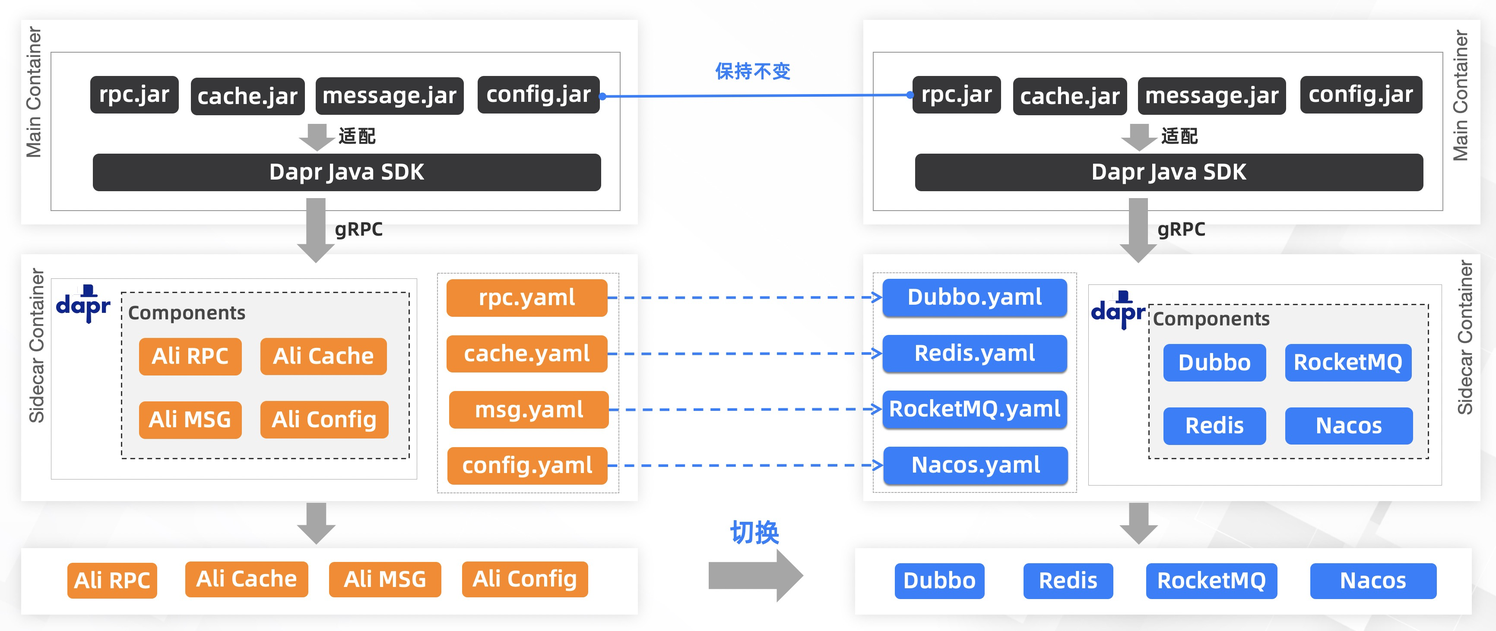 Main Container
rpc.jar
cache.jar
message.jar
config.jar
适配
Dapr Java SDK
gRPC
保持不变
rpc.jar
cache.jar
message.jar
config.jar
适配
Dapr Java SDK
gRPC
Main Container
Sidecar Container
dapr
Components
Ali RPC
Ali Cache
Ali MSG
Ali Config
rpc.yaml
cache.yaml
msg.yaml
config.yaml
Dubbo.yaml
Redis.yaml
RocketMQ.yaml
Nacos.yaml
dapr
Components
Dubbo
RocketMQ
Redis
Nacos
Sidecar Container
Ali RPC
Ali Cache
Ali MSG
Ali Config
切换
Dubbo
Redis
RocketMQ
Nacos